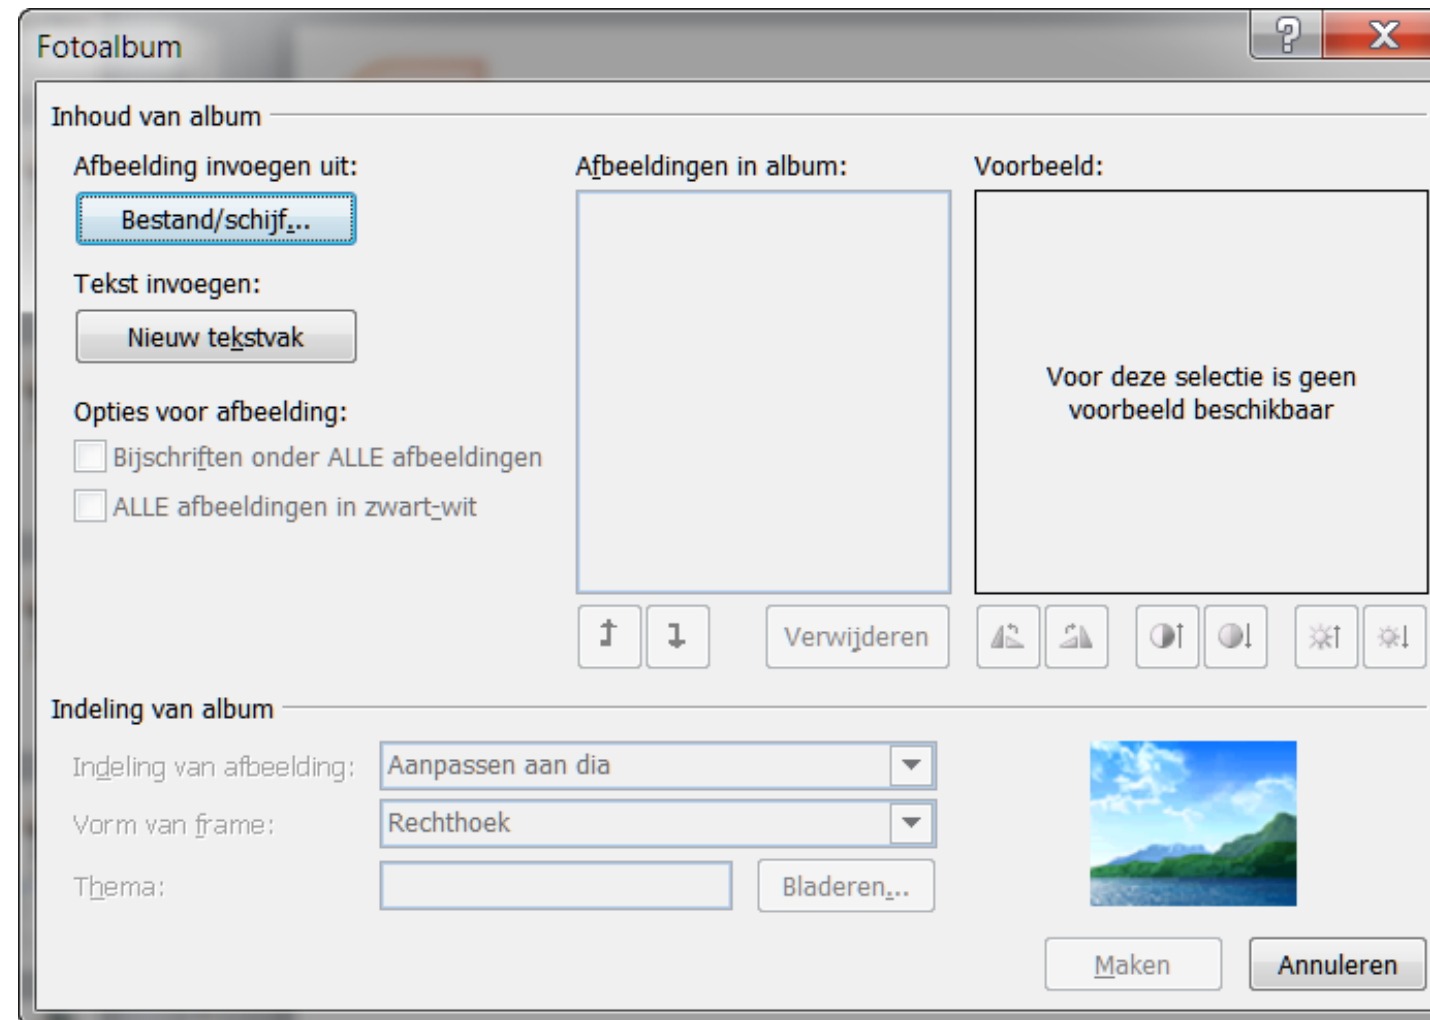 Fotoalbum
Inhoud van album
Afbeelding invoegen uit:
Bestand/schijf...
Tekst invoegen:
Nieuw tekstvak
Opties voor afbeelding:
Bijschriften onder ALLE afbeeldingen
ALLE afbeeldingen in zwart-wit
Afbeeldingen in album:
Verwijderen
Voorbeeld:
Voor deze selectie is geen
voorbeeld beschikbaar
Indeling van album
Indeling van afbeelding:
Aanpassen aan dia
Vorm van frame:
Rechthoek
Thema:
Bladeren...
Maken
Annuleren